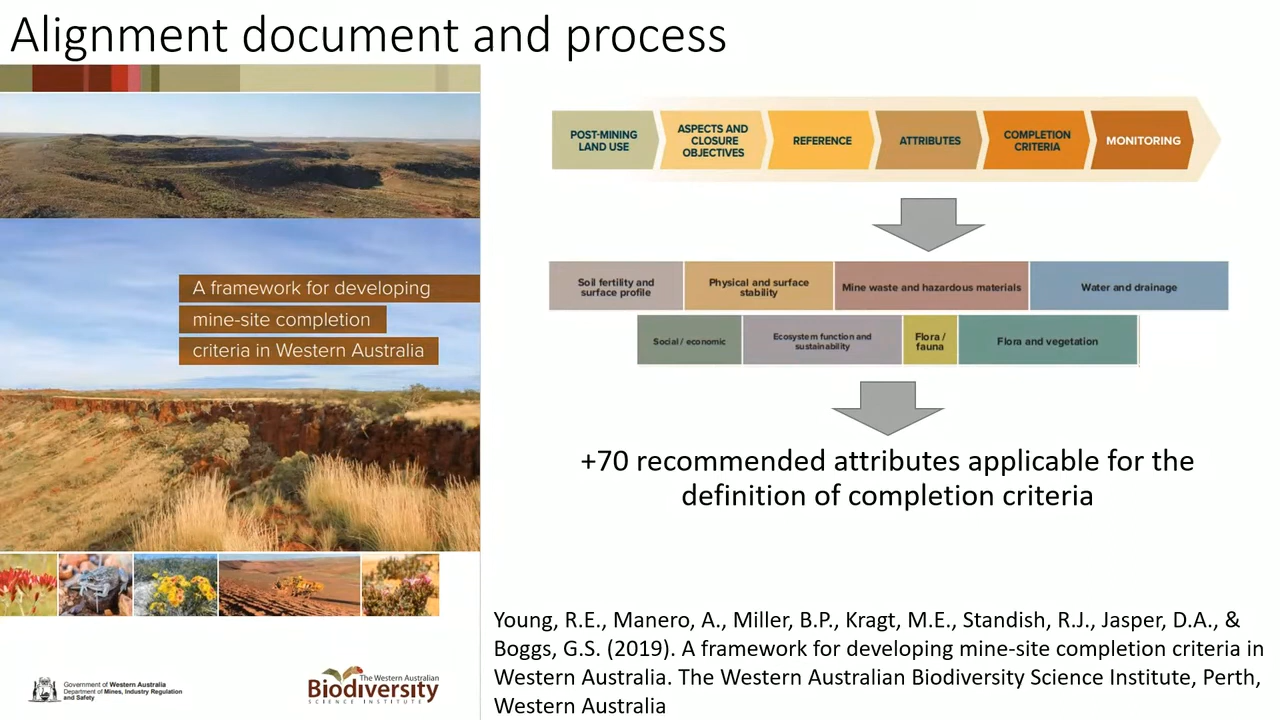 Alignment document and process
A framework for developing
mine-site completion
criteria in Western Australia
Government of Western Australia
Department of Mines, Industry Regulation
and Safety
The Western Australian
Biodiversity
SCIENCE INSTITUTE
POST-MINING
LAND USE
ASPECTS AND
CLOSURE
OBJECTIVES
REFERENCE
ATTRIBUTES
COMPLETION
CRITERIA
MONITORING
Soil fertility and
surface profile
Physical and surface
stability
Mine waste and hazardous materials
Water and drainage
Social / economic
Ecosystem function and
sustainability
Flora /
fauna
Flora and vegetation
+70 recommended attributes applicable for the
definition of completion criteria
Young, R.E., Manero, A., Miller, B.P., Kragt, M.E., Standish, R.J., Jasper, D.A., &
Boggs, G.S. (2019). A framework for developing mine-site completion criteria in
Western Australia. The Western Australian Biodiversity Science Institute, Perth,
Western Australia